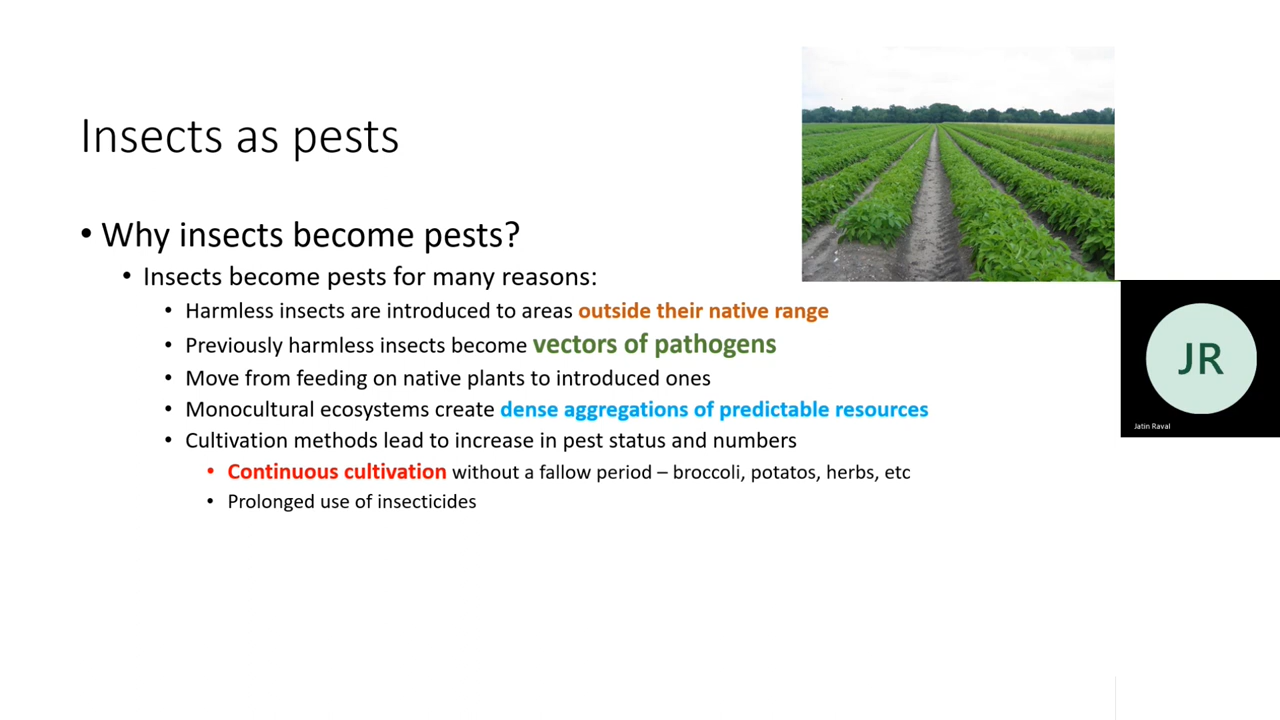 Insects as pests
• Why insects become pests?
• Insects become pests for many reasons:
• Harmless insects are introduced to areas outside their native range
• Previously harmless insects become vectors of pathogens
• Move from feeding on native plants to introduced ones
• Monocultural ecosystems create dense aggregations of predictable resources
• Cultivation methods lead to increase in pest status and numbers
• Continuous cultivation without a fallow period – broccoli, potatos, herbs, etc
• Prolonged use of insecticides
JR
Jatin Raval